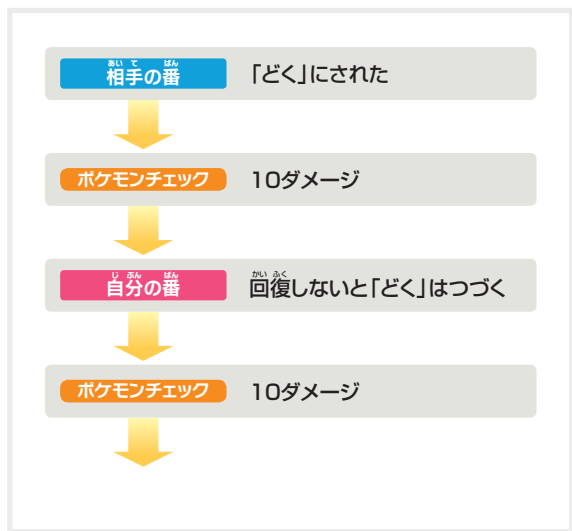 相手の番 「どく」にされた
ポケモンチェック 10ダメージ
自分の番 回復しないと「どく」はつづく
ポケモンチェック 10ダメージ